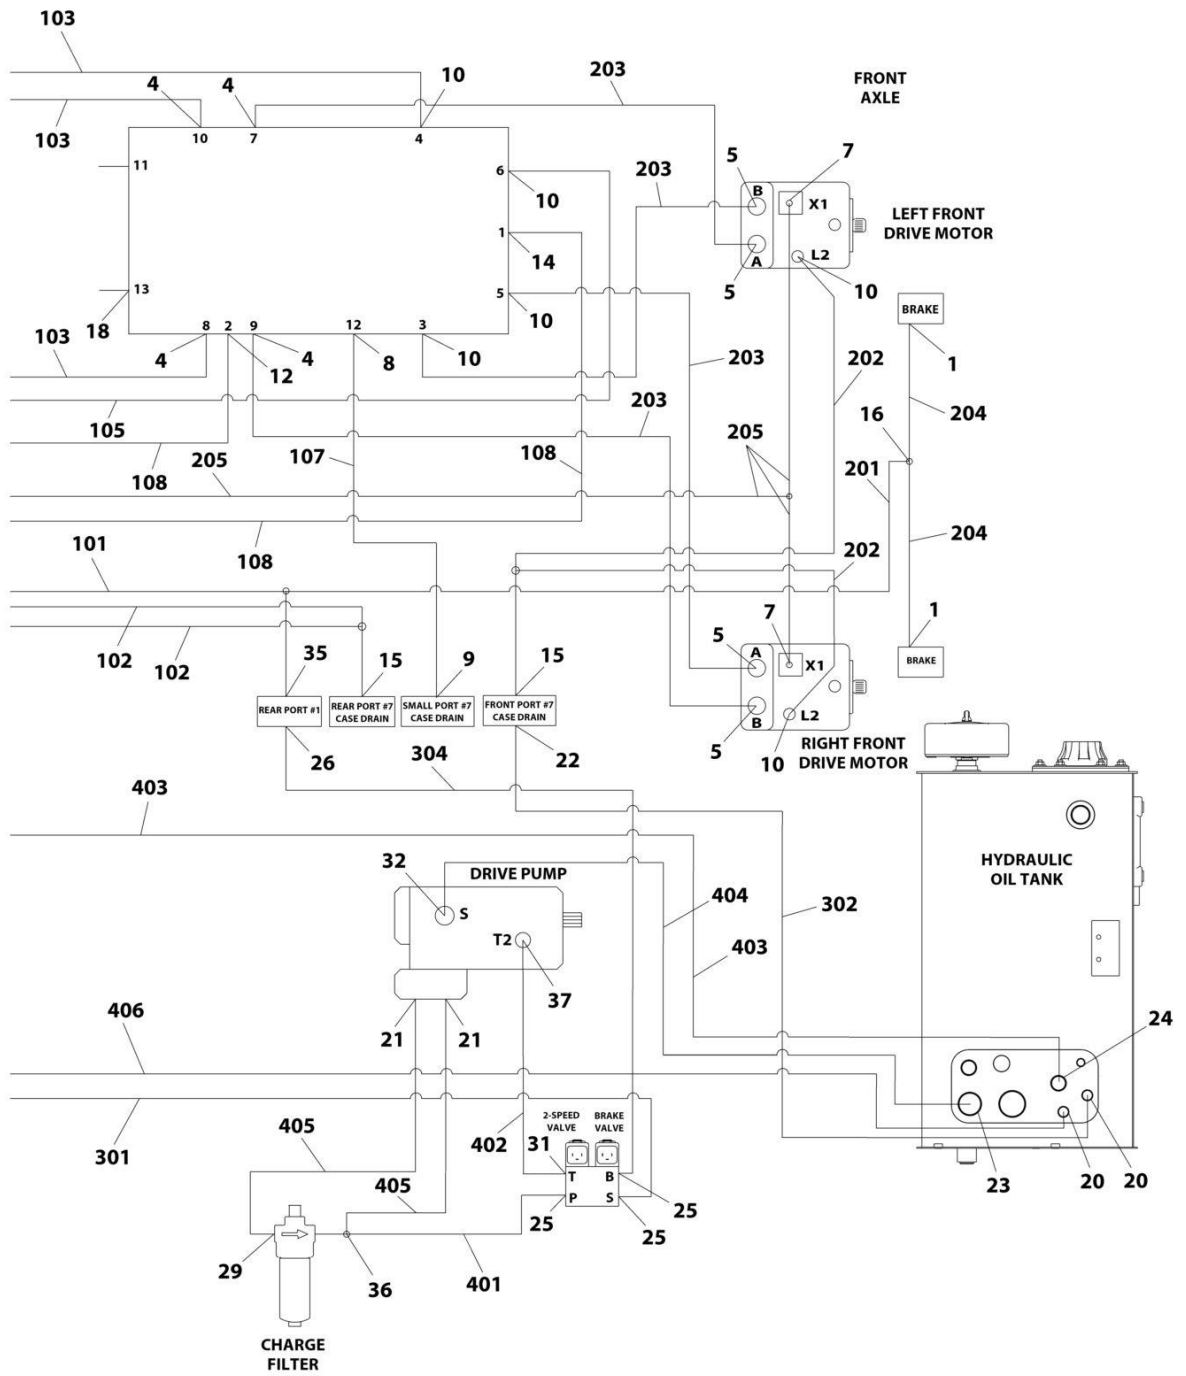 103
10
4
4
203
FRONT
AXLE
103
10
7
4
11
6
203
5
7
B
X1
10
LEFT FRONT
DRIVE MOTOR
1
14
A
L2
5
10
13
5
10
18
103
8
2
9
12
3
BRAKE
4
12
4
8
10
203
202
1
203
204
105
16
108
205
107
108
205
201
108
101
202
204
102
102
35
15
9
15
5
7
1
A
X1
BRAKE
REAR PORT #1
REAR PORT #7
CASE DRAIN
SMALL PORT #7
CASE DRAIN
FRONT PORT #7
CASE DRAIN
B
L2
5
10
RIGHT FRONT
DRIVE MOTOR
26
304
22
403
32
DRIVE PUMP
HYDRAULIC
OIL TANK
S
404
302
T2
403
37
406
21
21
24
2-SPEED
VALVE
BRAKE
VALVE
405
402
31
301
T
B
405
P
S
25
25
25
23
20
20
29
36
401
CHARGE
FILTER